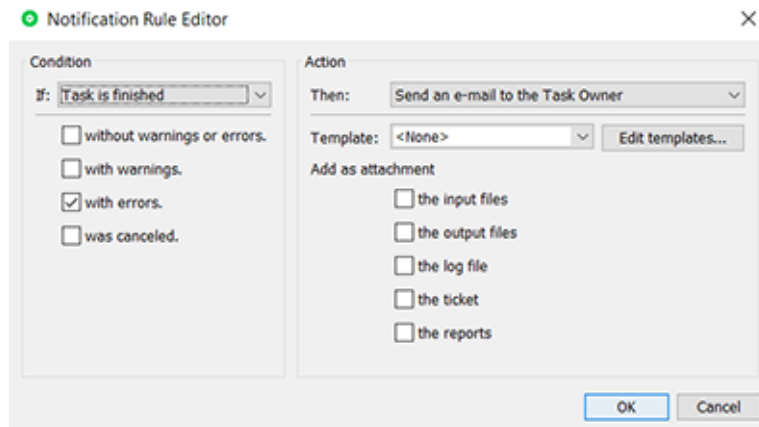 Notification Rule Editor
Condition
If: Task is finished
without warnings or errors.
with warnings.
with errors.
was canceled.
Action
Then: Send an e-mail to the Task Owner
Template: <None> Edit templates...
Add as attachment
the input files
the output files
the log file
the ticket
the reports
OK Cancel